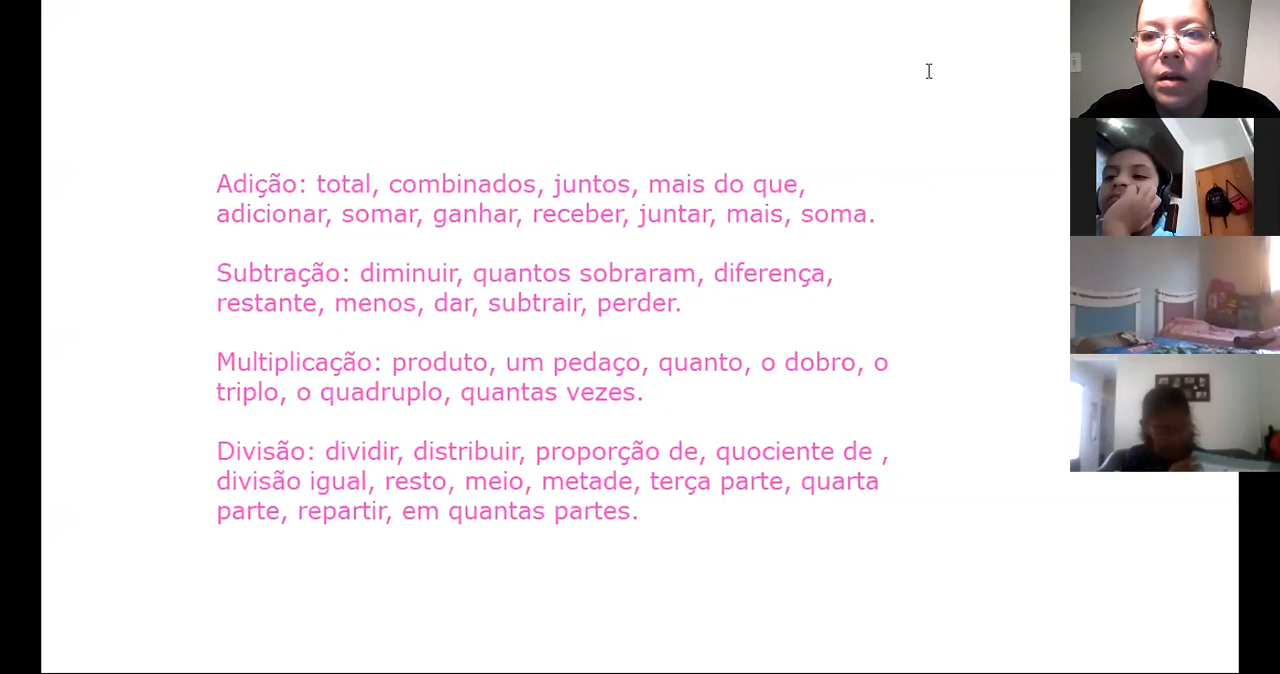 Adição: total, combinados, juntos, mais do que,
adicionar, somar, ganhar, receber, juntar, mais, soma.
Subtração: diminuir, quantos sobraram, diferença,
restante, menos, dar, subtrair, perder.
Multiplicação: produto, um pedaço, quanto, o dobro, o
triplo, o quadruplo, quantas vezes.
Divisão: dividir, distribuir, proporção de, quociente de ,
divisão igual, resto, meio, metade, terça parte, quarta
parte, repartir, em quantas partes.